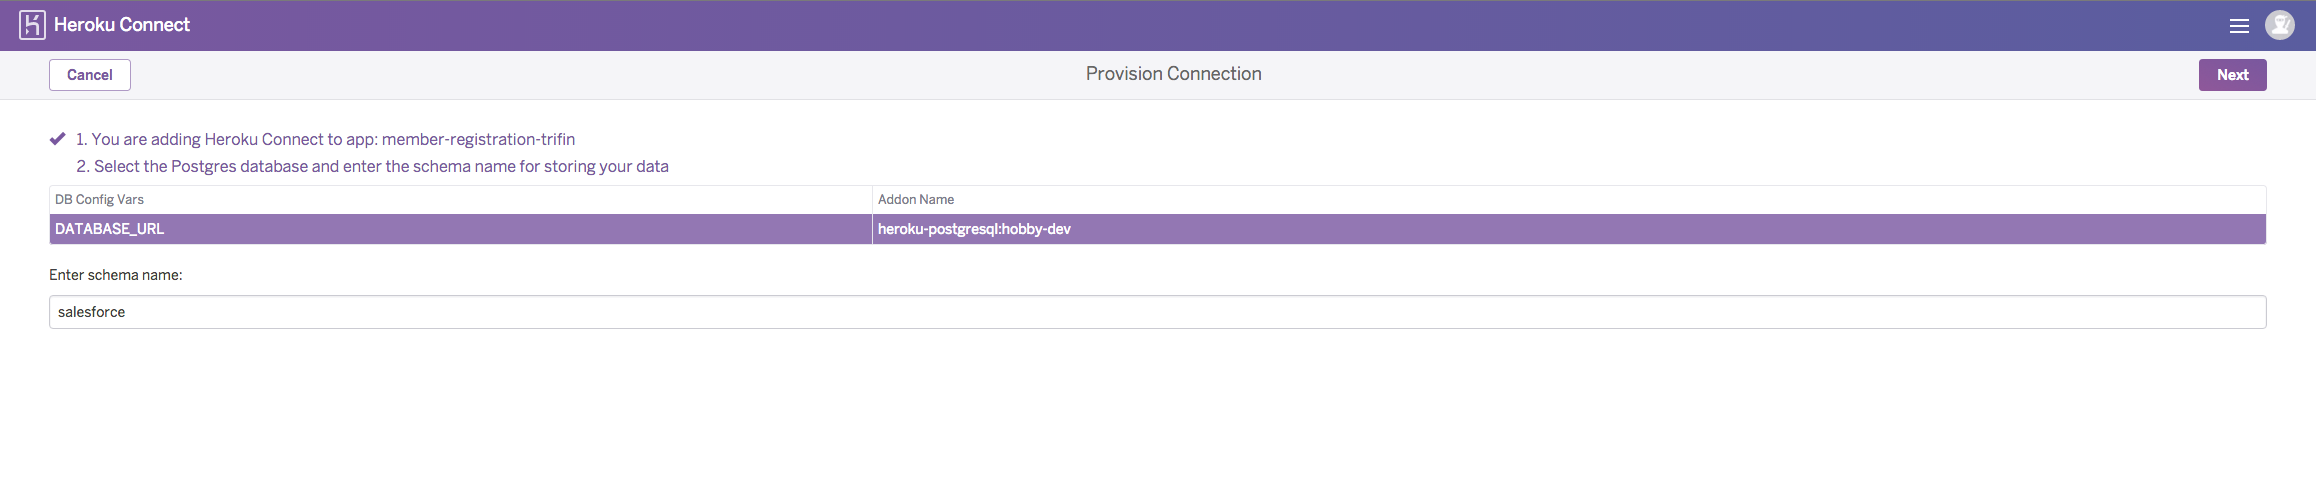 Heroku Connect
Cancel
Provision Connection
Next
1. You are adding Heroku Connect to app: member-registration-trifin
2. Select the Postgres database and enter the schema name for storing your data
DB Config Vars
Addon Name
DATABASE_URL
heroku-postgresql:hobby-dev
Enter schema name:
salesforce